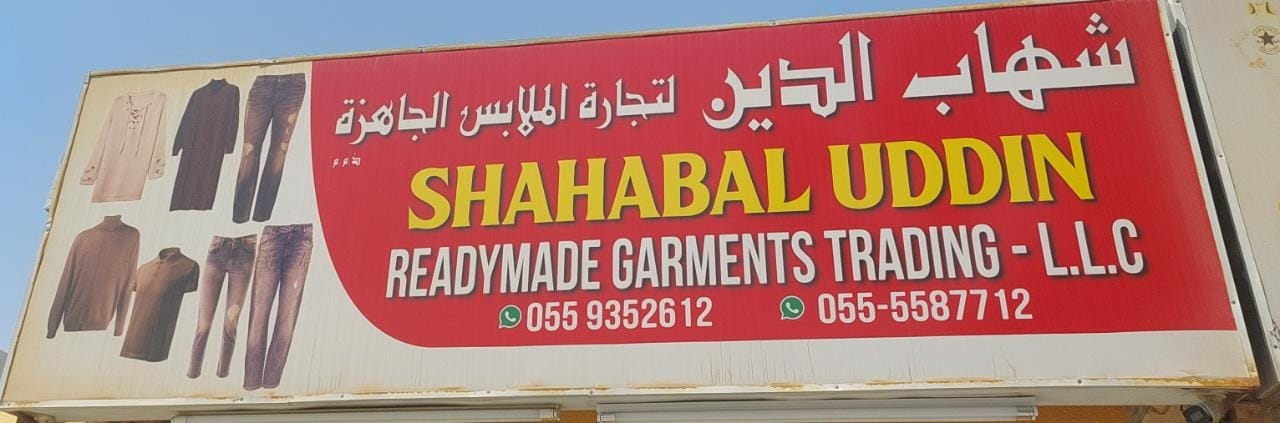 شهاب الدين لتجارة الملابس الجاهزة
ذ.م.م
SHAHABAL UDDIN
READYMADE GARMENTS TRADING - L.L.C
055 9352612 055-5587712